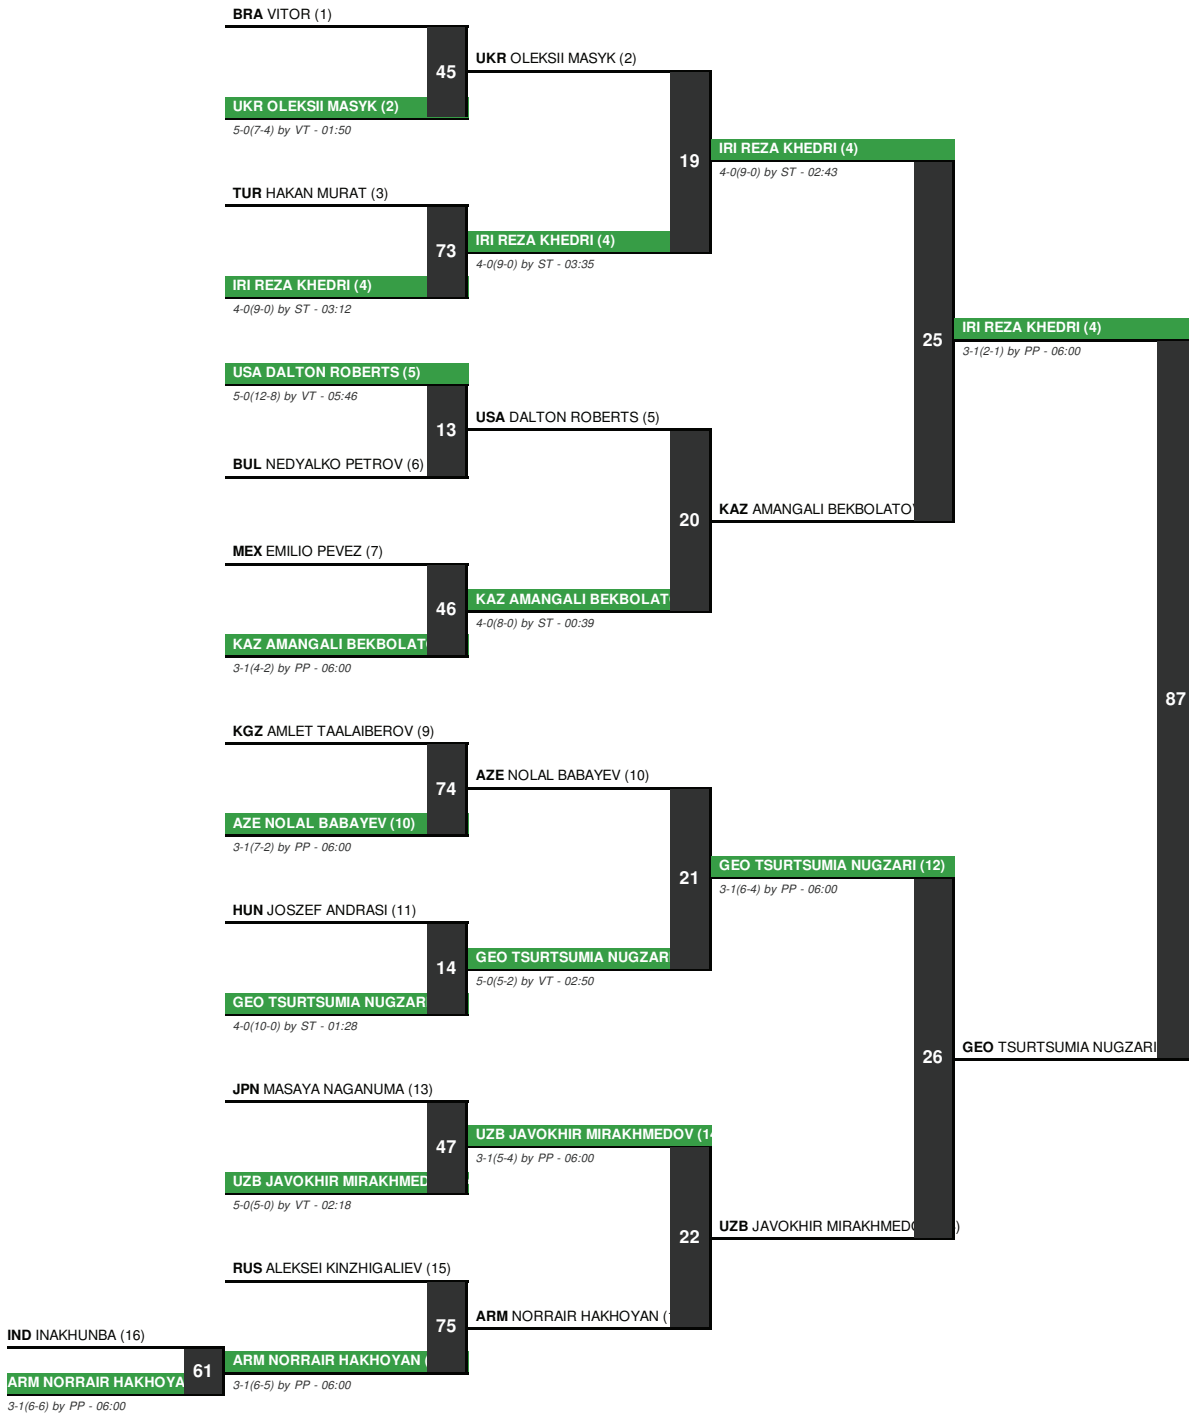 BRA VITOR (1)
45
UKR OLEKSII MASYK (2)
5-0(7-4) by VT - 01:50
UKR OLEKSII MASYK (2)
19
TUR HAKAN MURAT (3)
73
IRI REZA KHEDRI (4)
4-0(9-0) by ST - 03:12
IRI REZA KHEDRI (4)
4-0(9-0) by ST - 03:35
IRI REZA KHEDRI (4)
4-0(9-0) by ST - 02:43
25
USA DALTON ROBERTS (5)
5-0(12-8) by VT - 05:46
13
BUL NEDYALKO PETROV (6)
USA DALTON ROBERTS (5)
20
MEX EMILIO PEVEZ (7)
46
KAZ AMANGALI BEKBOLAT
3-1(4-2) by PP - 06:00
KAZ AMANGALI BEKBOLAT
4-0(8-0) by ST - 00:39
KAZ AMANGALI BEKBOLATO
IRI REZA KHEDRI (4)
3-1(2-1) by PP - 06:00
87
KGZ AMLET TAALAIBEROV (9)
74
AZE NOLAL BABAYEV (10)
3-1(7-2) by PP - 06:00
AZE NOLAL BABAYEV (10)
21
HUN JOSZEF ANDRASI (11)
14
GEO TSURTSUMIA NUGZAR
4-0(10-0) by ST - 01:28
GEO TSURTSUMIA NUGZAR
5-0(5-2) by VT - 02:50
GEO TSURTSUMIA NUGZARI (12)
3-1(6-4) by PP - 06:00
26
GEO TSURTSUMIA NUGZARI
JPN MASAYA NAGANUMA (13)
47
UZB JAVOKHIR MIRAKHMED
5-0(5-0) by VT - 02:18
UZB JAVOKHIR MIRAKHMEDOV (14
3-1(5-4) by PP - 06:00
22
UZB JAVOKHIR MIRAKHMEDO )
RUS ALEKSEI KINZHIGALIEV (15)
75
ARM NORRAIR HAKHOYAN (
3-1(6-5) by PP - 06:00
ARM NORRAIR HAKHOYAN (
IND INAKHUNBA (16)
61
ARM NORRAIR HAKHOYA
3-1(6-6) by PP - 06:00